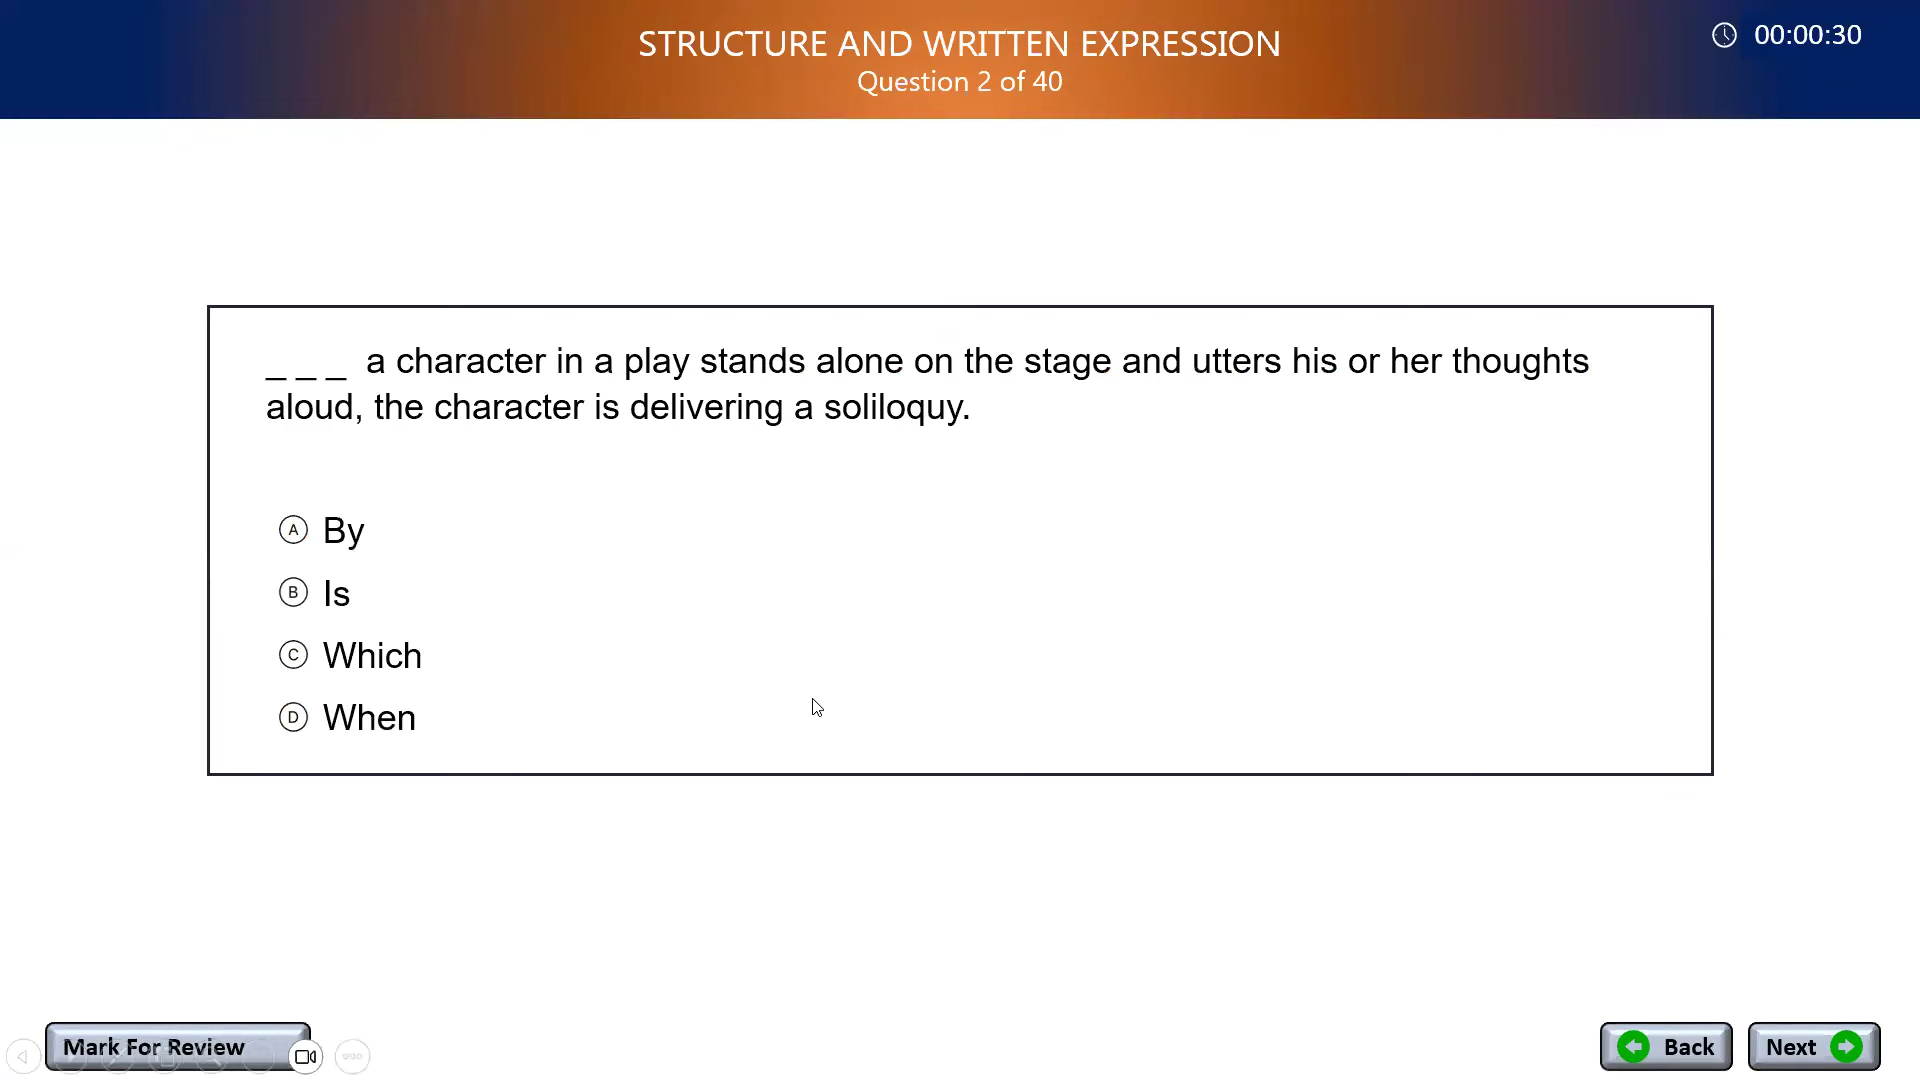 STRUCTURE AND WRITTEN EXPRESSION
00:00:30
Question 2 of 40
_ _ _ a character in a play stands alone on the stage and utters his or her thoughts
aloud, the character is delivering a soliloquy.
A By
B Is
C Which
D When
Mark For Review
Back
Next